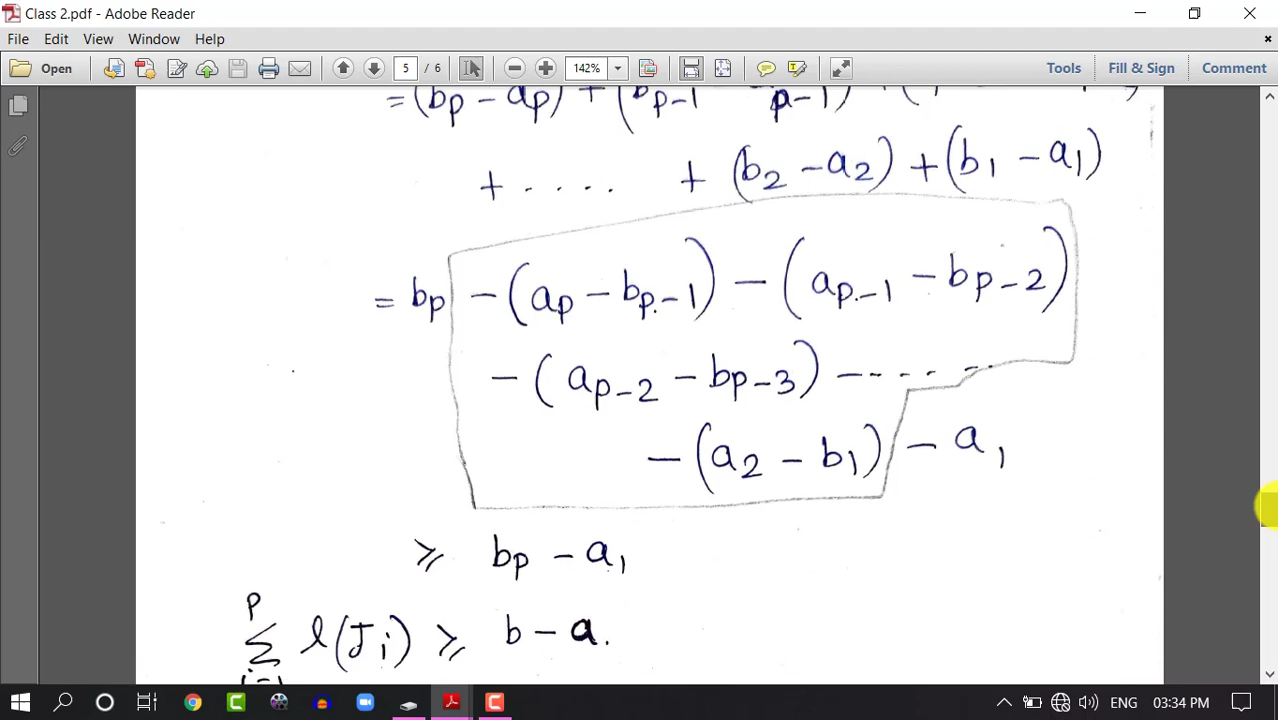 Class 2.pdf - Adobe Reader
File Edit View Window Help
Open 5 / 6 142% Tools Fill & Sign Comment
=(bp - ap) + (bp-1 p-1)
+ ..... + (b2 - a2) + (b1 - a1)
= bp - (ap - bp-1) - (ap-1 - bp-2)
- (ap-2 - bp-3) - ---- --
- (a2 - b1) - a1
≥ bp - a1
p
Σ l(Ji) ≥ b - a.
i=1
ENG 03:34 PM